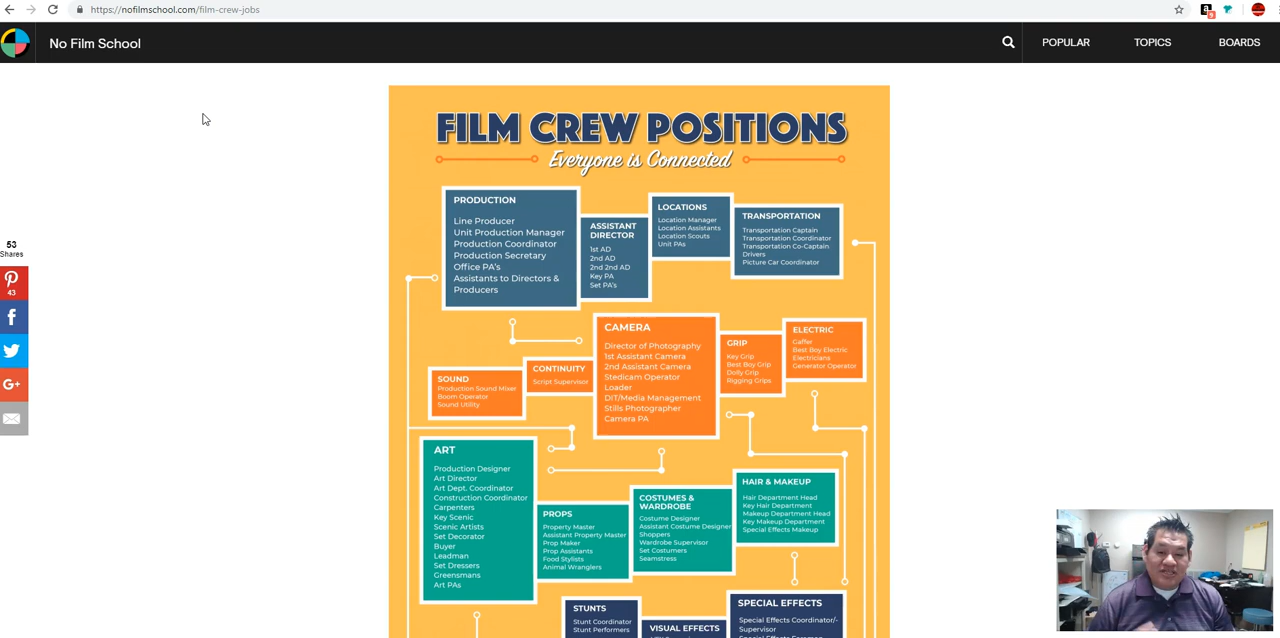 https://nofilmschool.com/film-crew-jobs
No Film School
POPULAR
TOPICS
BOARDS
53
Shares
43
FILM CREW POSITIONS
Everyone is Connected
PRODUCTION
Line Producer
Unit Production Manager
Production Coordinator
Production Secretary
Office PA's
Assistants to Directors &
Producers
ASSISTANT
DIRECTOR
1st AD
2nd AD
2nd 2nd AD
Key PA
Set PA's
LOCATIONS
Location Manager
Location Assistants
Location Scouts
Unit PAs
TRANSPORTATION
Transportation Captain
Transportation Coordinator
Transportation Co-Captain
Drivers
Picture Car Coordinator
SOUND
Production Sound Mixer
Boom Operator
Sound Utility
CONTINUITY
Script Supervisor
CAMERA
Director of Photography
1st Assistant Camera
2nd Assistant Camera
Stedicam Operator
Loader
DIT/Media Management
Stills Photographer
Camera PA
GRIP
Key Grip
Best Boy Grip
Dolly Grip
Rigging Grips
ELECTRIC
Gaffer
Best Boy Electric
Electricians
Generator Operator
ART
Production Designer
Art Director
Art Dept. Coordinator
Construction Coordinator
Carpenters
Key Scenic
Scenic Artists
Set Decorator
Buyer
Leadman
Set Dressers
Greensmans
Art PAs
PROPS
Property Master
Assistant Property Master
Prop Maker
Prop Assistants
Food Stylists
Animal Wranglers
COSTUMES &
WARDROBE
Costume Designer
Assistant Costume Designer
Shoppers
Wardrobe Supervisor
Set Costumers
Seamstress
HAIR & MAKEUP
Hair Department Head
Key Hair Department
Makeup Department Head
Key Makeup Department
Special Effects Makeup
STUNTS
Stunt Coordinator
Stunt Performers
VISUAL EFFECTS
SPECIAL EFFECTS
Special Effects Coordinator/-
Supervisor